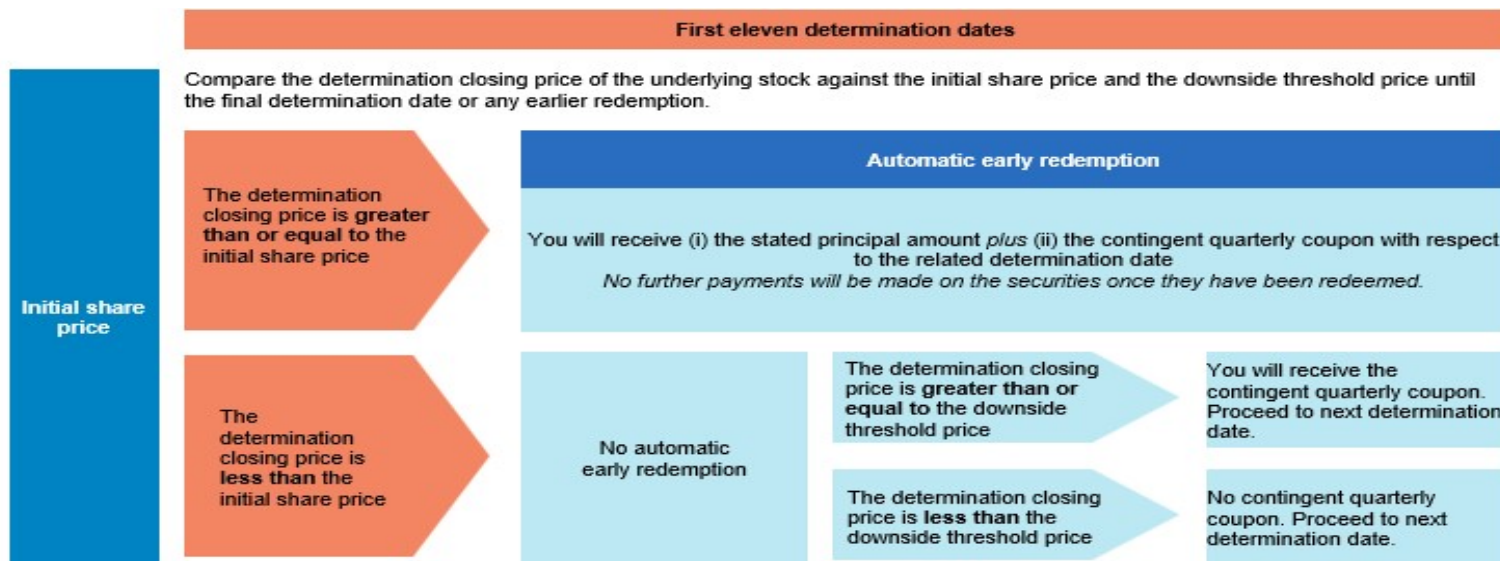 First eleven determination dates
Compare the determination closing price of the underlying stock against the initial share price and the downside threshold price until
the final determination date or any earlier redemption.
Initial share
price
The determination
closing price is greater
than or equal to the
initial share price
Automatic early redemption
You will receive (i) the stated principal amount plus (ii) the contingent quarterly coupon with respect
to the related determination date
No further payments will be made on the securities once they have been redeemed.
The
determination
closing price is
less than the
initial share price
No automatic
early redemption
The determination closing
price is greater than or
equal to the downside
threshold price
You will receive the
contingent quarterly coupon.
Proceed to next determination
date.
The determination closing
price is less than the
downside threshold price
No contingent quarterly
coupon. Proceed to next
determination date.